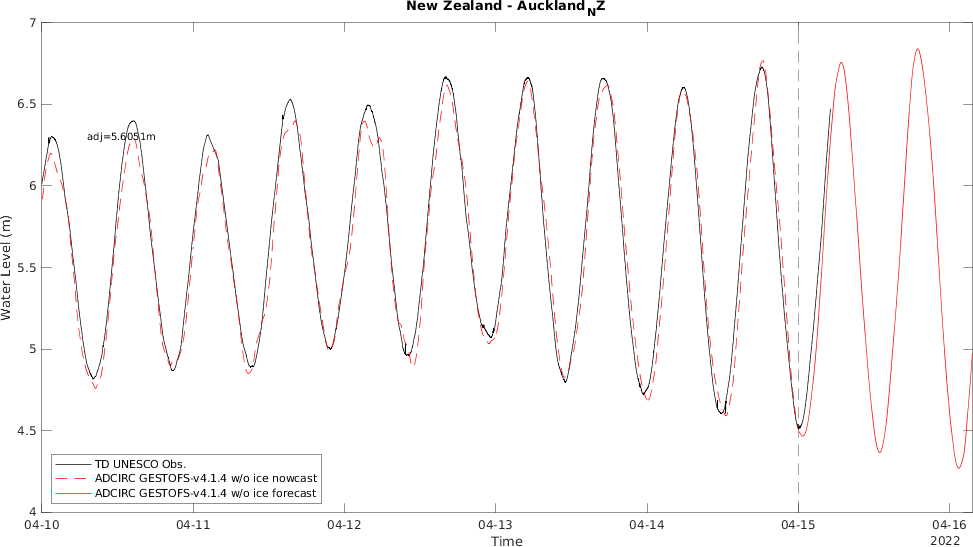 New Zealand - Auckland_NZ
7
6.5
6
5.5
5
4.5
4
Water Level (m)
adj=5.6051m
TD UNESCO Obs.
ADCIRC GESTOFS-v4.1.4 w/o ice nowcast
ADCIRC GESTOFS-v4.1.4 w/o ice forecast
04-10 04-11 04-12 04-13 04-14 04-15 04-16
Time 2022